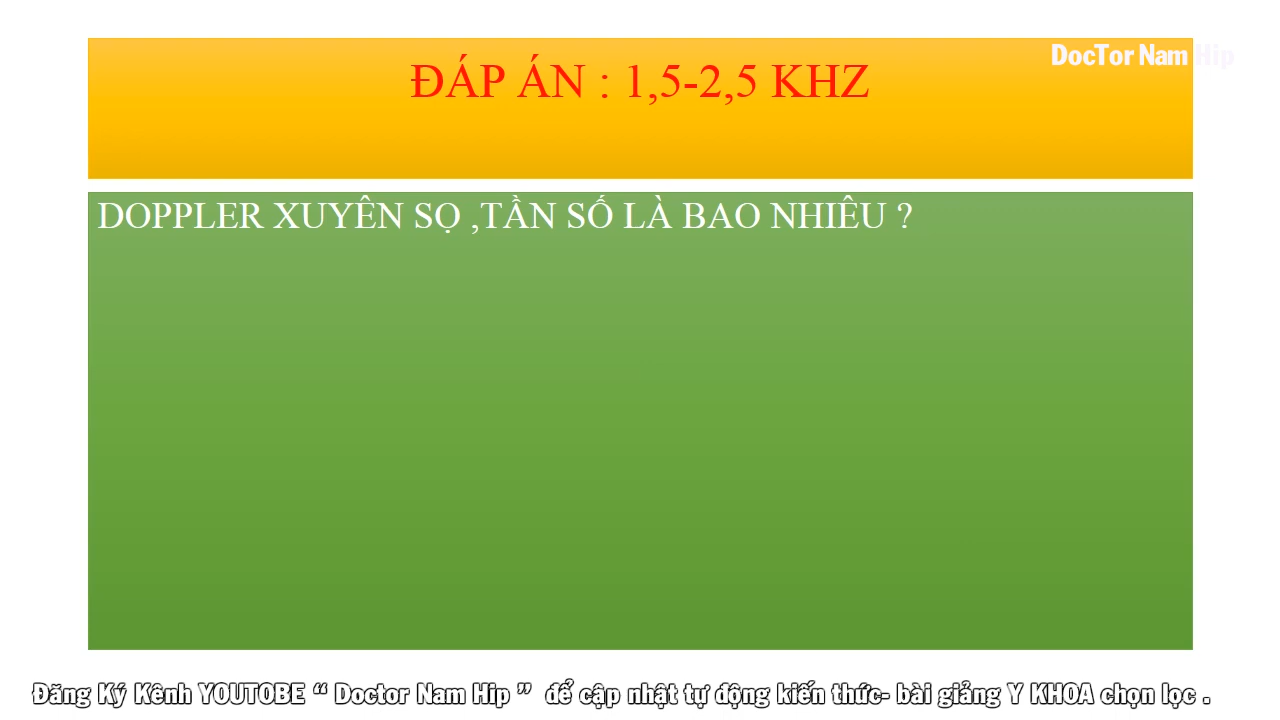 DocTor Nam Hip
ĐÁP ÁN : 1,5-2,5 KHZ
DOPPLER XUYÊN SỌ ,TẦN SỐ LÀ BAO NHIÊU ?
Đăng Ký Kênh YOUTOBE “ Doctor Nam Hip ” để cập nhật tự động kiến thức- bài giảng Y KHOA chọn lọc .